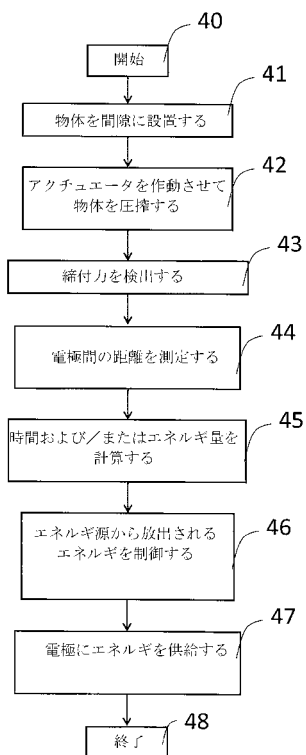 40
開始
41
物体を間隙に設置する
42
アクチュエータを作動させて
物体を圧搾する
43
締付力を検出する
44
電極間の距離を測定する
45
時間および/またはエネルギ量を
計算する
46
エネルギ源から放出される
エネルギを制御する
47
電極にエネルギを供給する
48
終了